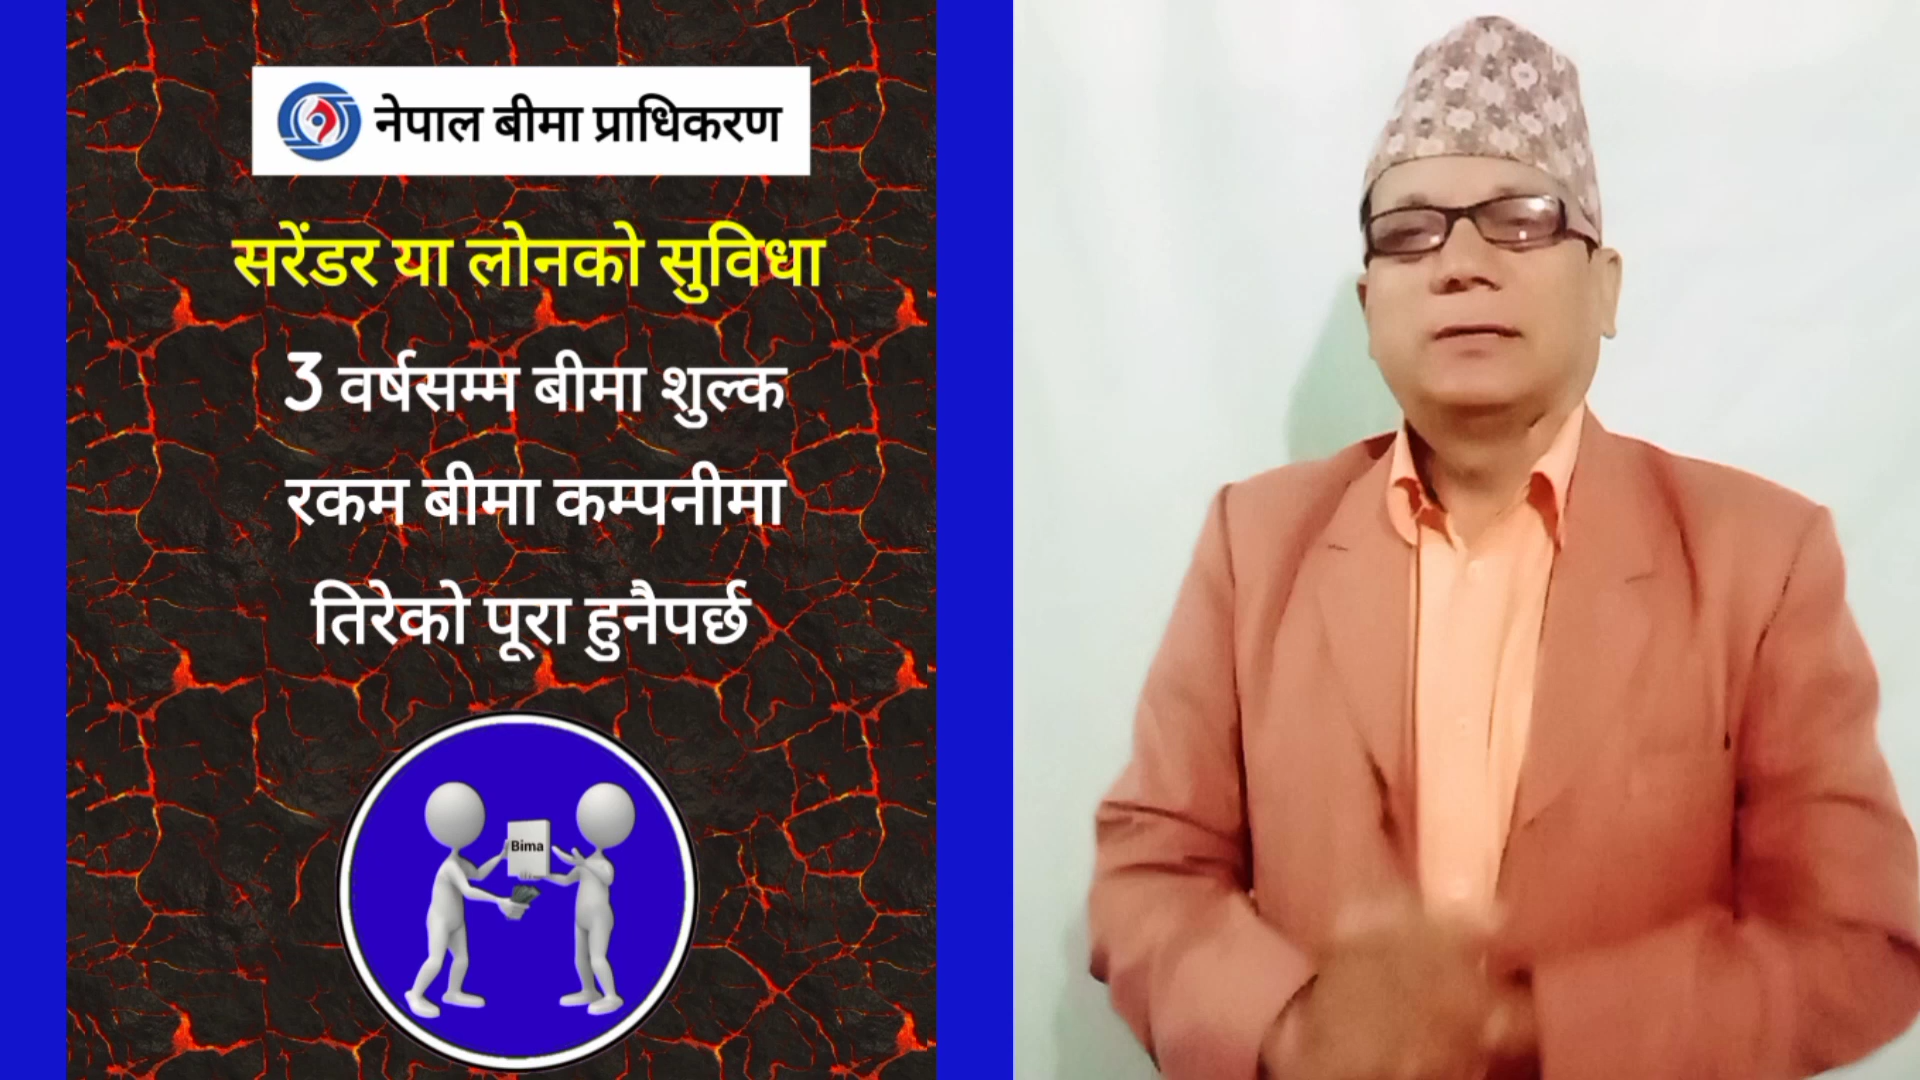 नेपाल बीमा प्राधिकरण
सरेंडर या लोनको सुविधा
3 वर्षसम्म बीमा शुल्क
रकम बीमा कम्पनीमा
तिरेको पूरा हुनैपर्छ
Bima